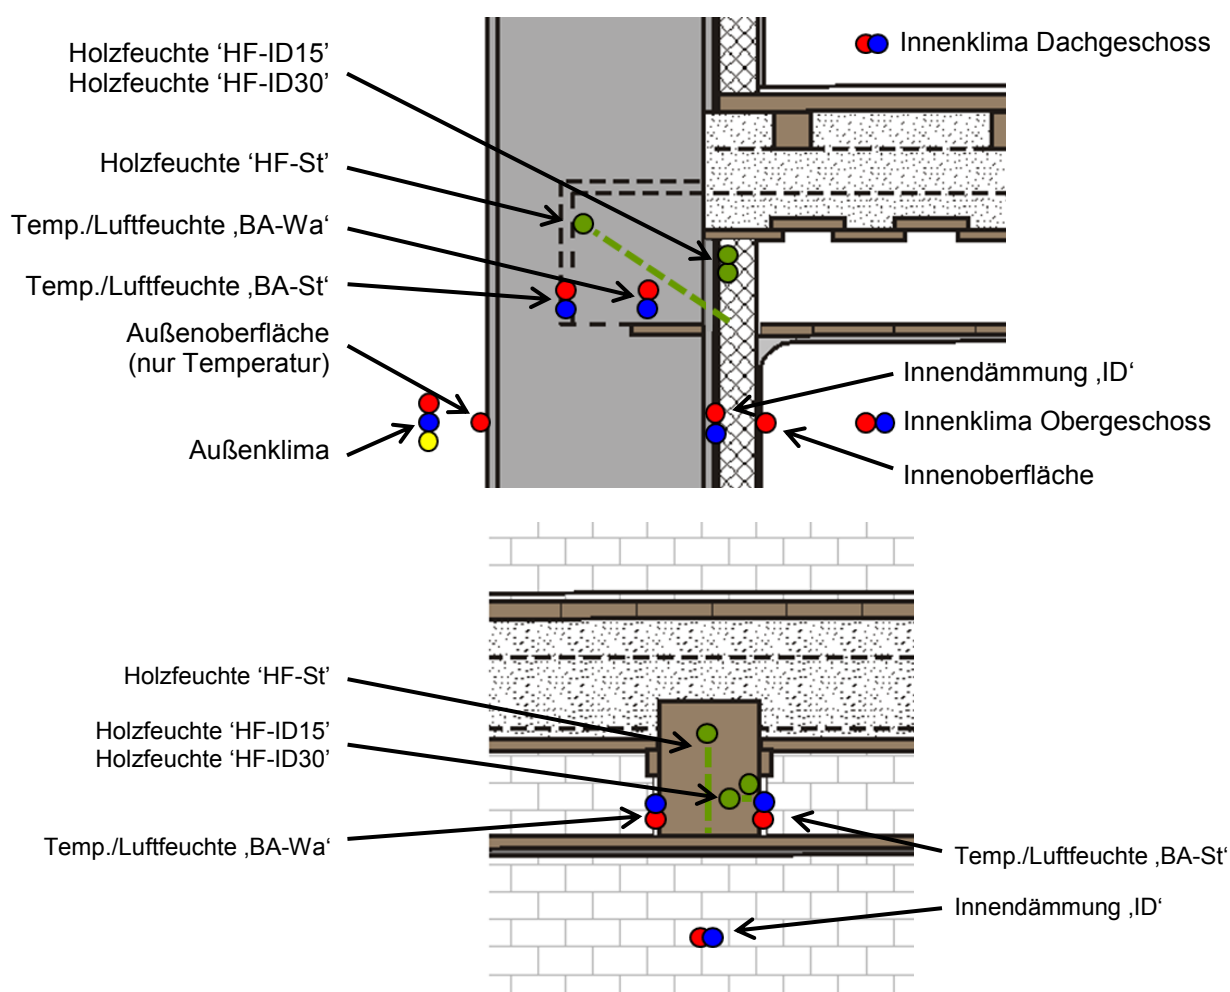 Holzfeuchte ‘HF-ID15’
Holzfeuchte ‘HF-ID30’
Innenklima Dachgeschoss
Holzfeuchte ‘HF-St’
Temp./Luftfeuchte ‚BA-Wa‘
Temp./Luftfeuchte ‚BA-St‘
Außenoberfläche
(nur Temperatur)
Außenklima
Innendämmung ‚ID‘
Innenklima Obergeschoss
Innenoberfläche
Holzfeuchte ‘HF-St’
Holzfeuchte ‘HF-ID15’
Holzfeuchte ‘HF-ID30’
Temp./Luftfeuchte ‚BA-Wa‘
Temp./Luftfeuchte ‚BA-St‘
Innendämmung ‚ID‘